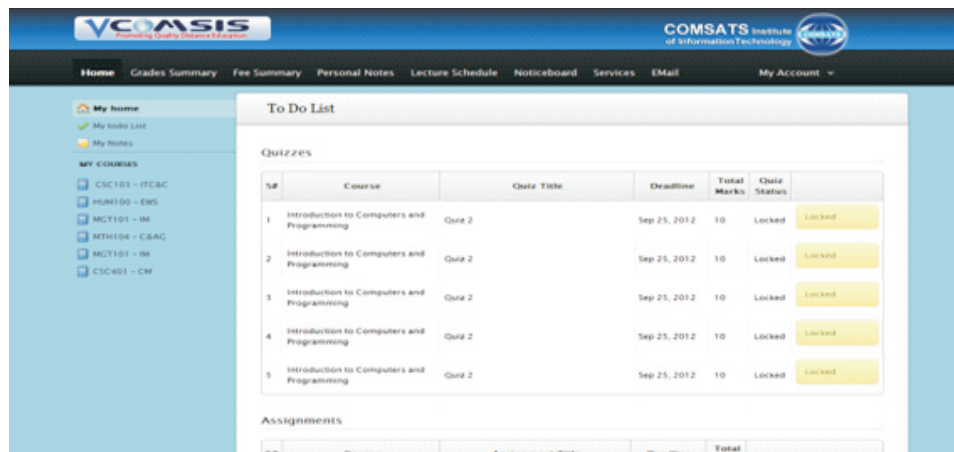 VCOMSIS
Promoting Quality Distance Education
COMSATS Institute
of Information Technology
COMSATS
Home Grades Summary Fee Summary Personal Notes Lecture Schedule Noticeboard Services EMail My Account
My home
My todo List
My Notes
MY COURSES
CSC103 - ITC&C
HUM100 - EWS
MGT101 - IM
MTH104 - C&AG
MGT101 - IM
CSC401 - CM
To Do List
Quizzes
S# Course Quiz Title Deadline Total Marks Quiz Status
1 Introduction to Computers and Programming Quiz 2 Sep 25, 2012 10 Locked Locked
2 Introduction to Computers and Programming Quiz 2 Sep 25, 2012 10 Locked Locked
3 Introduction to Computers and Programming Quiz 2 Sep 25, 2012 10 Locked Locked
4 Introduction to Computers and Programming Quiz 2 Sep 25, 2012 10 Locked Locked
5 Introduction to Computers and Programming Quiz 2 Sep 25, 2012 10 Locked Locked
Assignments
Total